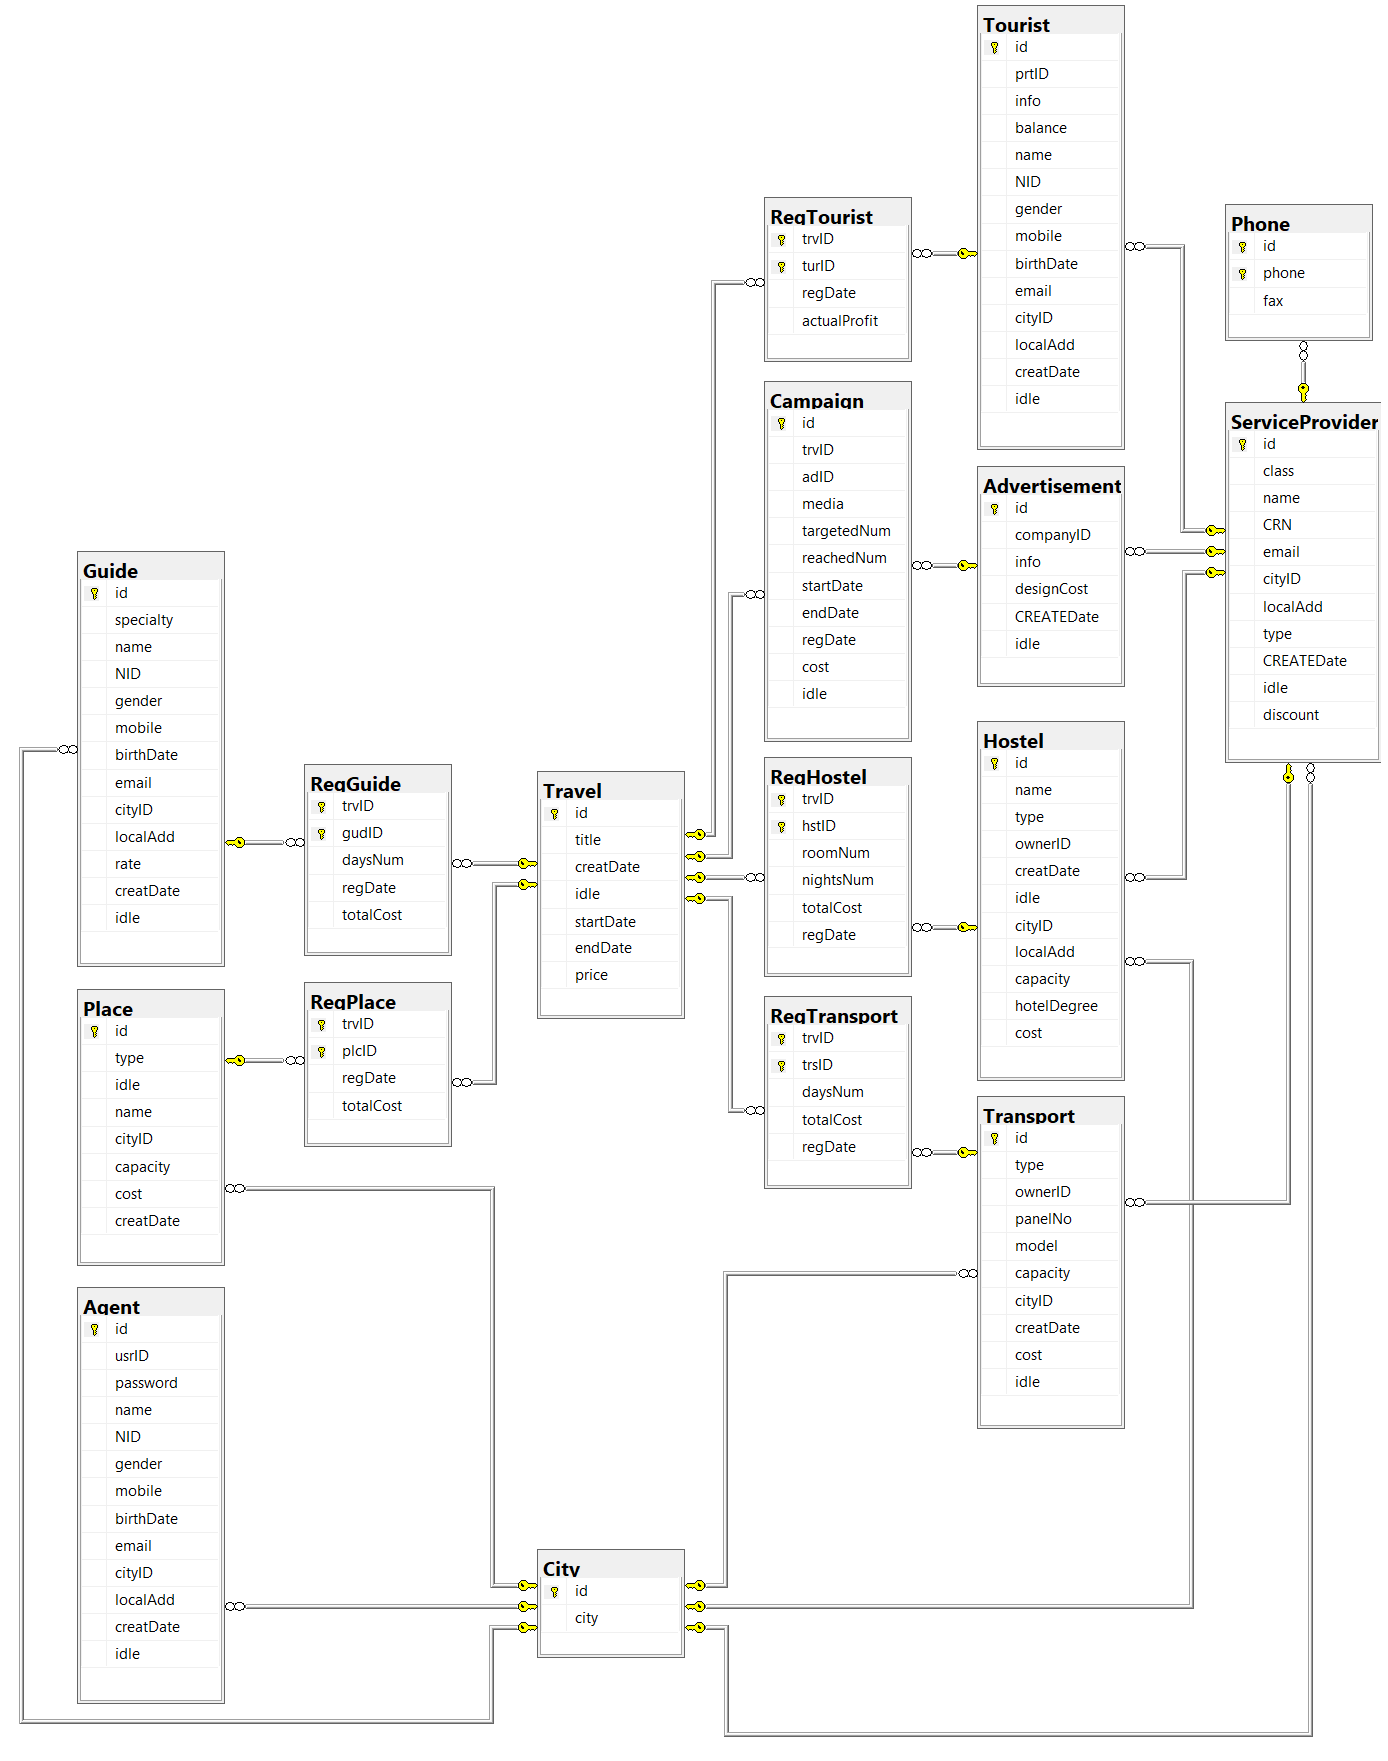 Tourist
id
prtID
info
balance
name
NID
gender
mobile
birthDate
email
cityID
localAdd
creatDate
idle
RegTourist
trvID
turID
regDate
actualProfit
Phone
id
phone
fax
Campaign
id
trvID
adID
media
targetedNum
reachedNum
startDate
endDate
regDate
cost
idle
Advertisement
id
companyID
info
designCost
CREATEDate
idle
ServiceProvider
id
class
name
CRN
email
cityID
localAdd
type
CREATEDate
idle
discount
Guide
id
specialty
name
NID
gender
mobile
birthDate
email
cityID
localAdd
rate
creatDate
idle
RegGuide
trvID
gudID
daysNum
regDate
totalCost
Travel
id
title
creatDate
idle
startDate
endDate
price
RegHostel
trvID
hstID
roomNum
nightsNum
totalCost
regDate
Hostel
id
name
type
ownerID
creatDate
idle
cityID
localAdd
capacity
hotelDegree
cost
Place
id
type
idle
name
cityID
capacity
cost
creatDate
RegPlace
trvID
plcID
regDate
totalCost
RegTransport
trvID
trsID
daysNum
totalCost
regDate
Transport
id
type
ownerID
panelNo
model
capacity
cityID
creatDate
cost
idle
Agent
id
usrID
password
name
NID
gender
mobile
birthDate
email
cityID
localAdd
creatDate
idle
City
id
city